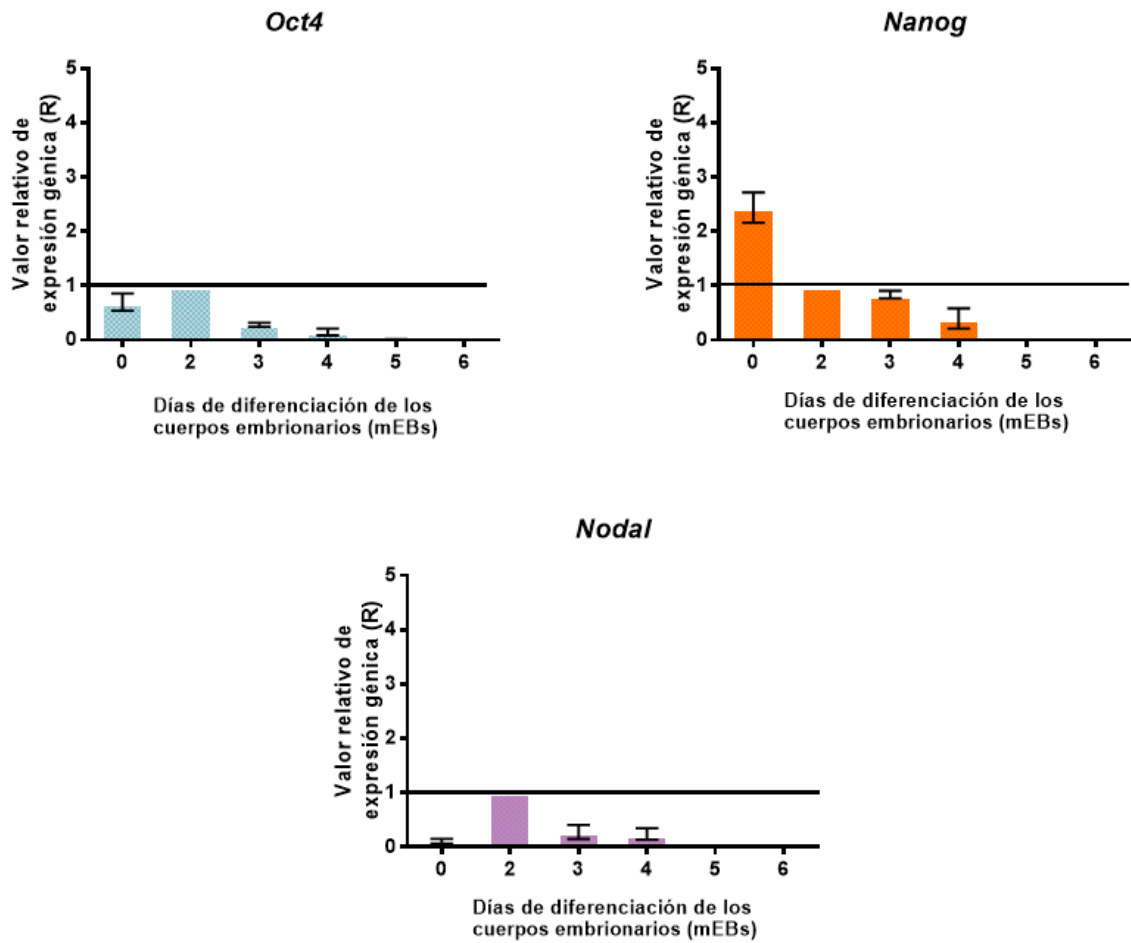 Oct4
Valor relativo de
expresión génica (R)
5
4
3
2
1
0
0 2 3 4 5 6
Días de diferenciación de los
cuerpos embrionarios (mEBs)
Nanog
Valor relativo de
expresión génica (R)
5
4
3
2
1
0
0 2 3 4 5 6
Días de diferenciación de los
cuerpos embrionarios (mEBs)
Nodal
Valor relativo de
expresión génica (R)
5
4
3
2
1
0
0 2 3 4 5 6
Días de diferenciación de los
cuerpos embrionarios (mEBs)